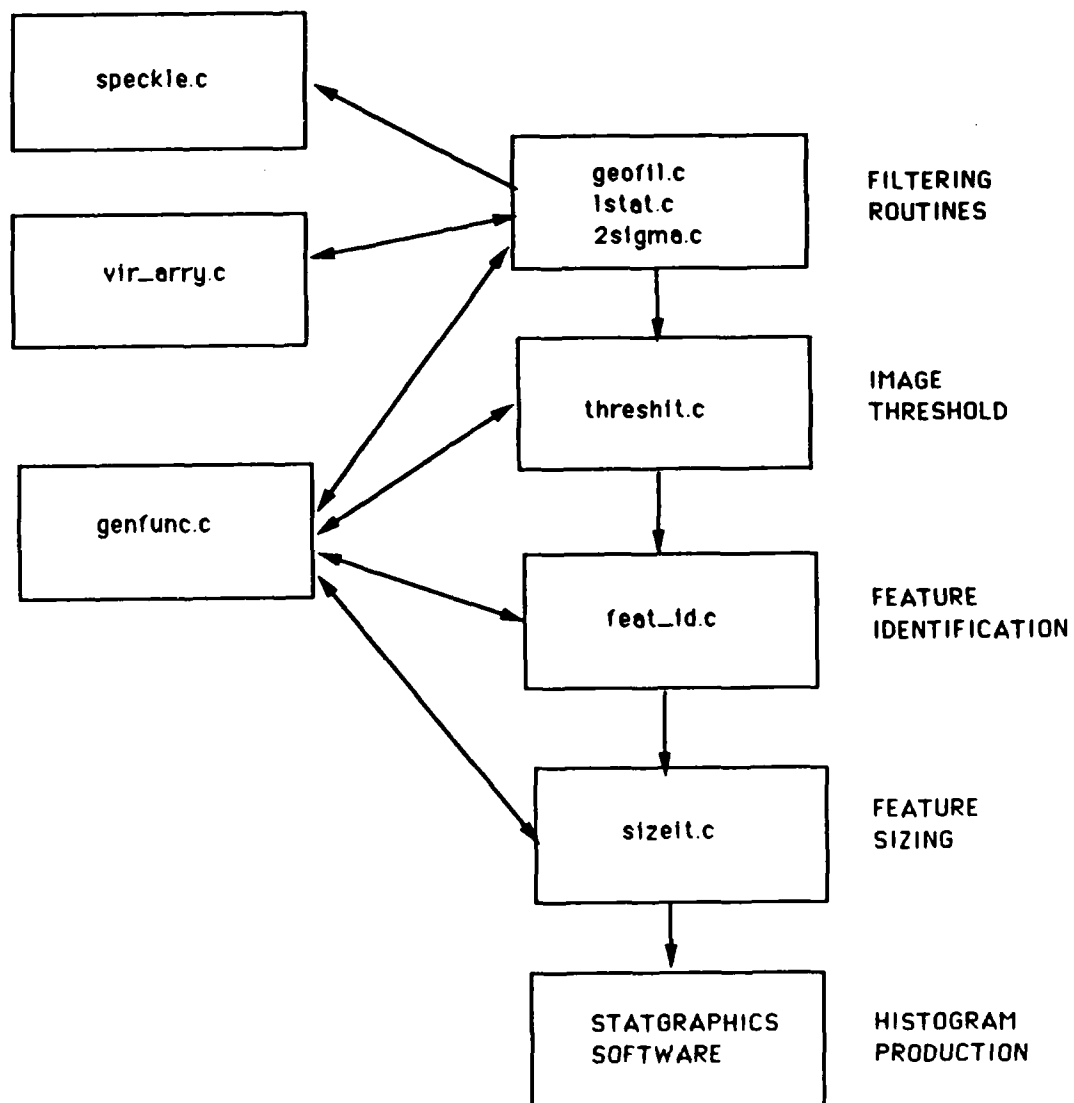 speckle.c
geofil.c
lstat.c
2sigma.c
FILTERING
ROUTINES
vir_arry.c
threshit.c
IMAGE
THRESHOLD
genfunc.c
feat_id.c
FEATURE
IDENTIFICATION
sizeit.c
FEATURE
SIZING
STATGRAPHICS
SOFTWARE
HISTOGRAM
PRODUCTION